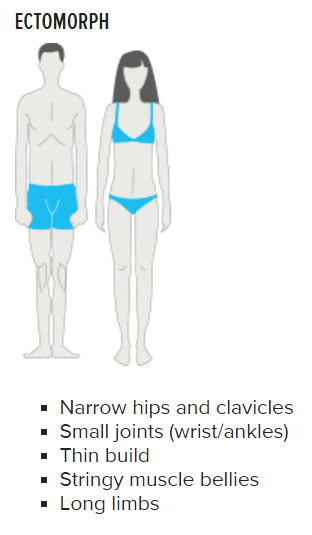 ECTOMORPH
▪ Narrow hips and clavicles
▪ Small joints (wrist/ankles)
▪ Thin build
▪ Stringy muscle bellies
▪ Long limbs